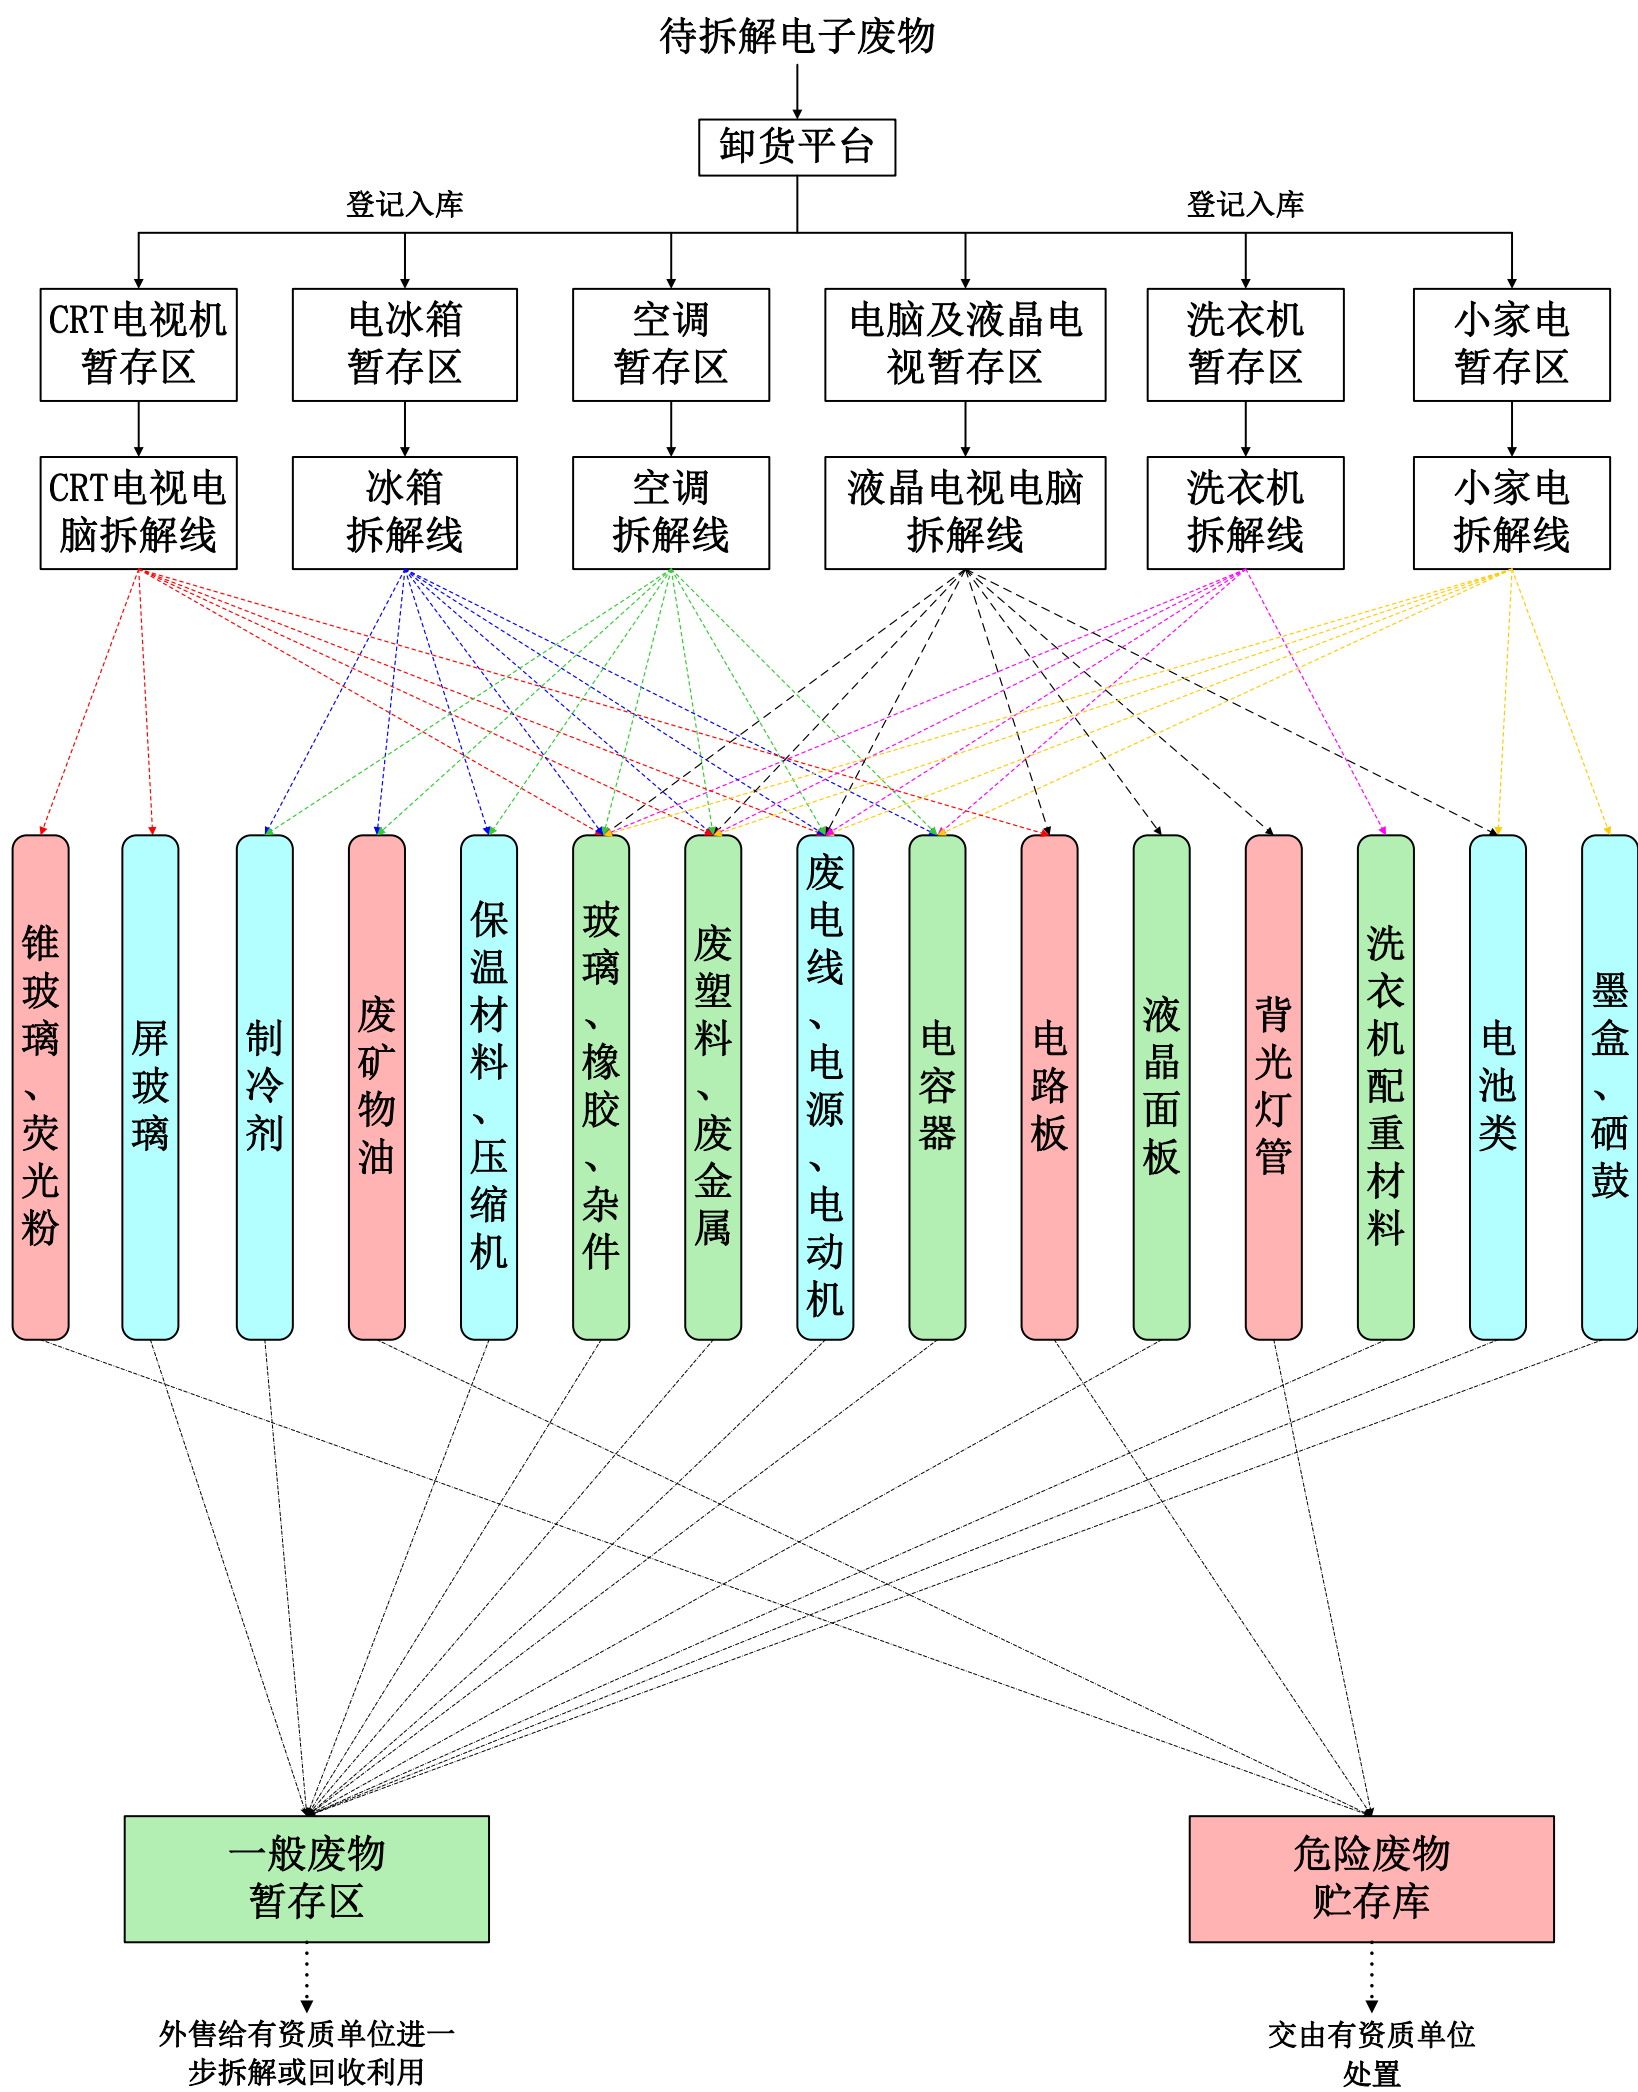 待拆解电子废物
卸货平台
登记入库
登记入库
CRT电视机
暂存区
电冰箱
暂存区
空调
暂存区
电脑及液晶电
视暂存区
洗衣机
暂存区
小家电
暂存区
CRT电视电
脑拆解线
冰箱
拆解线
空调
拆解线
液晶电视电脑
拆解线
洗衣机
拆解线
小家电
拆解线
锥玻璃、荧光粉
屏玻璃
制冷剂
废矿物油
保温材料、压缩机
玻璃、橡胶、杂件
废塑料、废金属
废电线、电源、电动机
电容器
电路板
液晶面板
背光灯管
洗衣机配重材料
电池类
墨盒、硒鼓
一般废物
暂存区
危险废物
贮存库
外售给有资质单位进一
步拆解或回收利用
交由有资质单位
处置